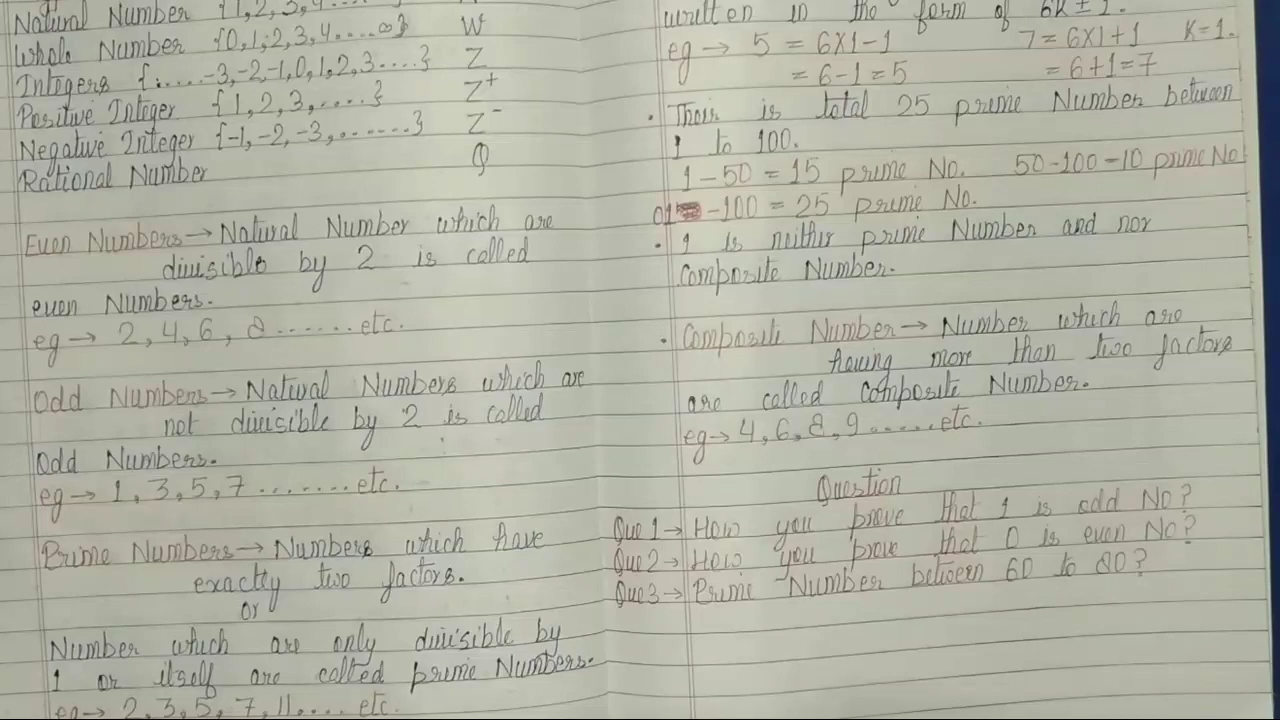 Natural Number {1, 2, 3, 4 ....
Whole Number {0, 1, 2, 3, 4, .... ∞} W
Integers {..... -3, -2, -1, 0, 1, 2, 3 ....} Z
Positive Integer {1, 2, 3, .....} Z+
Negative Integer {-1, -2, -3, .......} Z-
Rational Number Q
Even Numbers → Natural Number which are
divisible by 2 is called
even Numbers.
eg → 2, 4, 6, 8 ....... etc.
Odd Numbers → Natural Numbers which are
not divisible by 2 is called
Odd Numbers.
eg → 1, 3, 5, 7 ........ etc.
Prime Numbers → Numbers which have
exactly two factors.
or
Number which are only divisible by
1 or itself are called prime Numbers.
eg → 2, 3, 5, 7, 11, .... etc.
written in the form of 6K ± 1.
eg → 5 = 6x1-1 7 = 6x1+1 K=1.
= 6-1 = 5 = 6+1 = 7
. Their is total 25 prime Number between
1 to 100.
1 - 50 = 15 prime No. 50-100-10 prime No
01 -100 = 25 prime No.
. 1 is neither prime Number and nor
Composite Number.
. Composite Number → Number which are
having more than two factors
are called Composite Number.
eg → 4, 6, 8, 9 ...... etc.
Question
Que 1 → How you prove that 1 is odd No?
Que 2 → How you prove that 0 is even No?
Que 3 → Prime Number between 60 to 80?